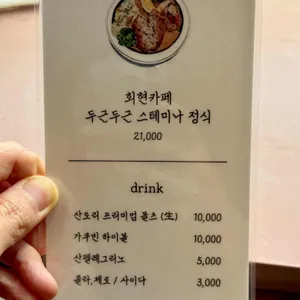 회현카페
두근두근 스테미나 정식
21,000
drink
산토리 프리미엄 몰츠 (生) 10,000
가쿠빈 하이볼 10,000
산펠레그리노 5,000
콜라,제로 / 사이다 3,000